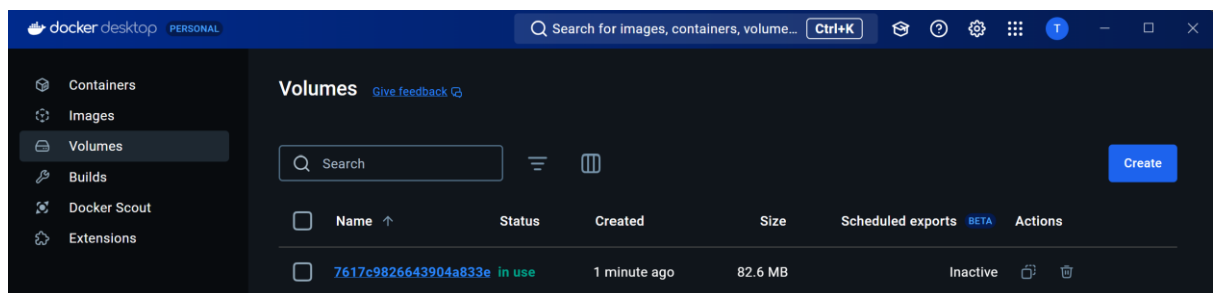 docker desktop PERSONAL Search for images, containers, volume... Ctrl+K ? T
Containers
Images
Volumes
Builds
Docker Scout
Extensions
Volumes Give feedback
Search
Create
Name ↑ Status Created Size Scheduled exports BETA Actions
7617c9826643904a833e in use 1 minute ago 82.6 MB Inactive